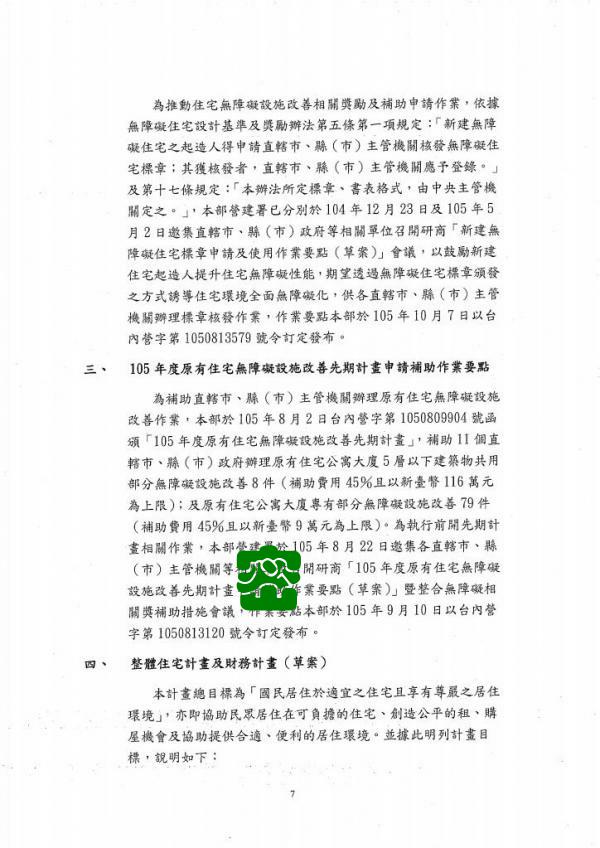 為推動住宅無障礙設施改善相關獎勵及補助申請作業，依據
無障礙住宅設計基準及獎勵辦法第五條第一項規定：「新建無障
礙住宅之起造人得申請直轄市、縣（市）主管機關核發無障礙住
宅標章；其獲核發者，直轄市、縣（市）主管機關應予登錄。」
及第十七條規定：「本辦法所定標章、書表格式，由中央主管機
關定之。」，本部營建署已分別於 104 年 12 月 23 日及 105 年 5
月 2 日邀集直轄市、縣（市）政府等相關單位召開研商「新建無
障礙住宅標章申請及使用作業要點（草案）」會議，以鼓勵新建
住宅起造人提升住宅無障礙性能，期望透過無障礙住宅標章頒發
之方式誘導住宅環境全面無障礙化，供各直轄市、縣（市）主管
機關辦理標章核發作業，作業要點本部於 105 年 10 月 7 日以台
內營字第 1050813579 號令訂定發布。
三、 105 年度原有住宅無障礙設施改善先期計畫申請補助作業要點
為補助直轄市、縣（市）主管機關辦理原有住宅無障礙設施
改善作業，本部於 105 年 8 月 2 日台內營字第 1050809904 號函
頒「105 年度原有住宅無障礙設施改善先期計畫」，補助 11 個直
轄市、縣（市）政府辦理原有住宅公寓大廈 5 層以下建築物共用
部分無障礙設施改善 8 件（補助費用 45%且以新臺幣 116 萬元
為上限）；及原有住宅公寓大廈專有部分無障礙設施改善 79 件
（補助費用 45%且以新臺幣 9 萬元為上限）。為執行前開先期計
畫相關作業，本部營建署於 105 年 8 月 22 日邀集各直轄市、縣
（市）主管機關等 開研商「105 年度原有住宅無障礙
設施改善先期計畫 作業要點（草案）」暨整合無障礙相
關獎補助措施會議，作業要點本部於 105 年 9 月 10 日以台內營
字第 1050813120 號令訂定發布。
四、 整體住宅計畫及財務計畫（草案）
本計畫總目標為「國民居住於適宜之住宅且享有尊嚴之居住
環境」，亦即協助民眾居住在可負擔的住宅、創造公平的租、購
屋機會及協助提供合適、便利的居住環境。並據此明列計畫目
標，說明如下：
7